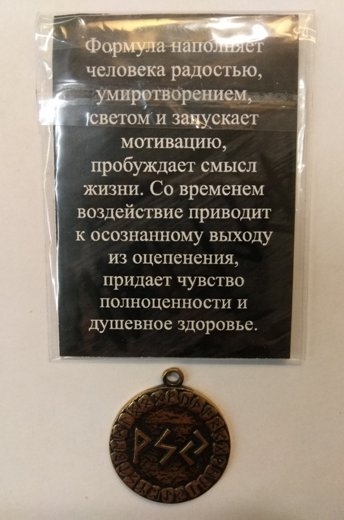 Формула наполняет
человека радостью,
умиротворением,
светом и запускает
мотивацию,
пробуждает смысл
жизни. Со временем
воздействие приводит
к осознанному выходу
из оцепенения,
придает чувство
полноценности и
душевное здоровье.
ᚹᛊᛃ